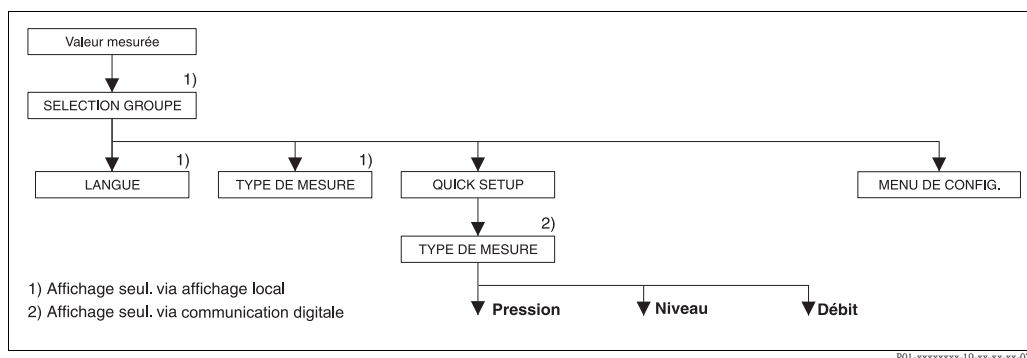 Valeur mesurée
1)
SELECTION GROUPE
1)
1)
LANGUE
TYPE DE MESURE
QUICK SETUP
MENU DE CONFIG.
2)
TYPE DE MESURE
1) Affichage seul. via affichage local
2) Affichage seul. via communication digitale
Pression
Niveau
Débit